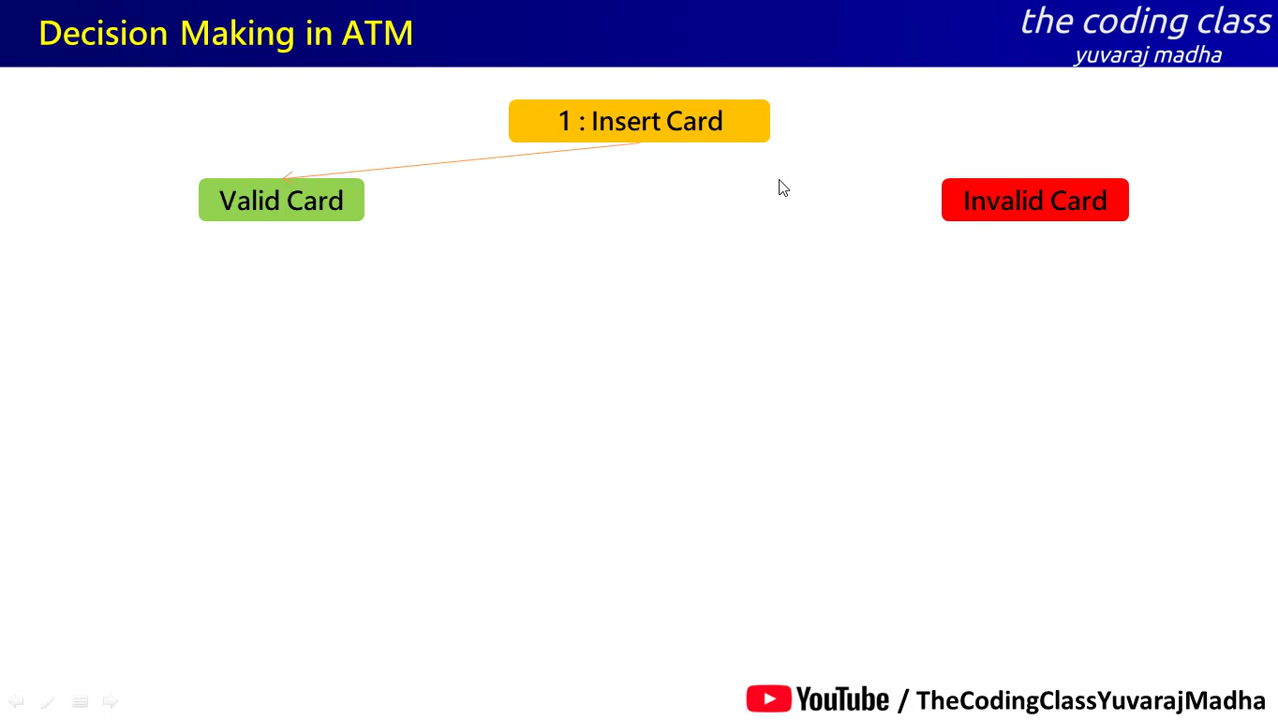 Decision Making in ATM
the coding class
yuvaraj madha
1 : Insert Card
Valid Card
Invalid Card
YouTube / TheCodingClassYuvarajMadha